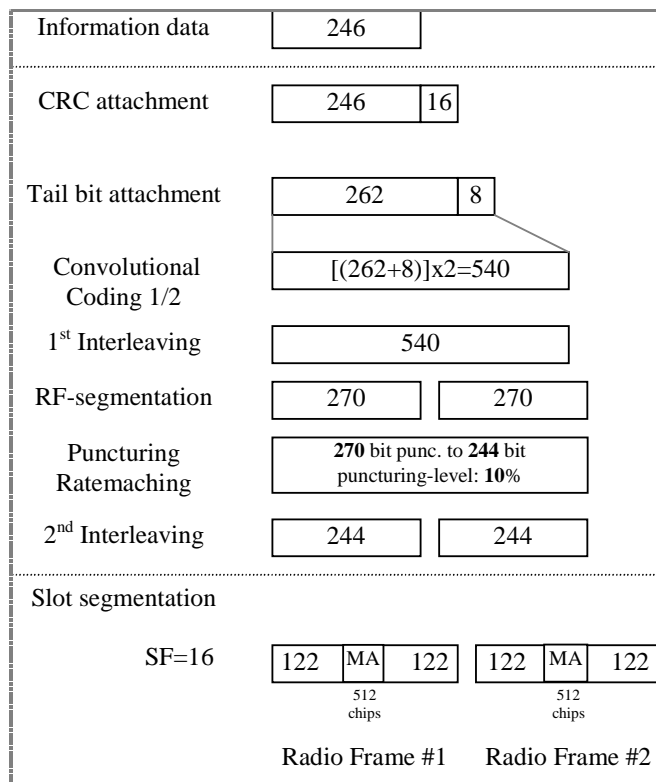 Information data 246
CRC attachment 246 16
Tail bit attachment 262 8
Convolutional
Coding 1/2
[(262+8)]x2=540
1st Interleaving 540
RF-segmentation 270 270
Puncturing
Ratemaching
270 bit punc. to 244 bit
puncturing-level: 10%
2nd Interleaving 244 244
Slot segmentation
SF=16 122 MA 122 122 MA 122
512 512
chips chips
Radio Frame #1 Radio Frame #2